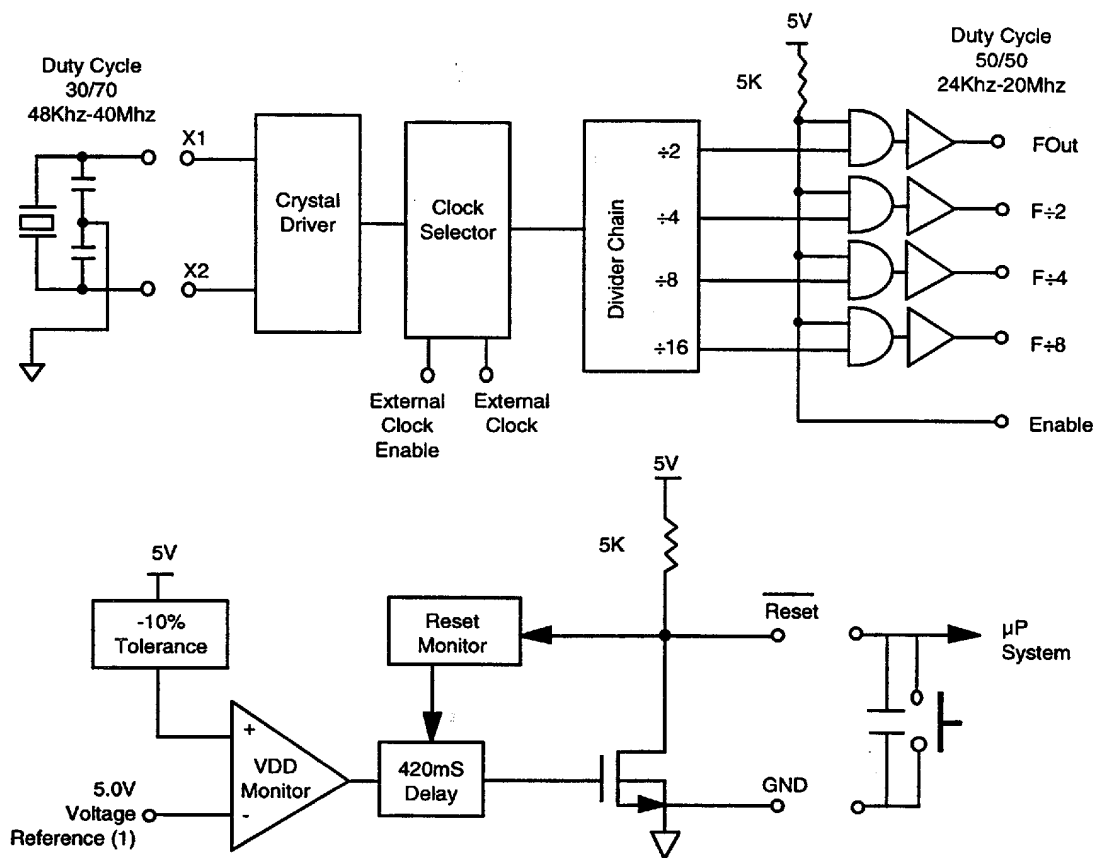 Duty Cycle
30/70
48Khz-40Mhz
X1
X2
Crystal
Driver
Clock
Selector
External
Clock
Enable
External
Clock
Divider Chain
÷2
÷4
÷8
÷16
5V
5K
Duty Cycle
50/50
24Khz-20Mhz
FOut
F÷2
F÷4
F÷8
Enable
5V
5K
5V
-10%
Tolerance
Reset
Monitor
Reset
µP
System
+
VDD
Monitor
-
420mS
Delay
5.0V
Voltage
Reference (1)
GND